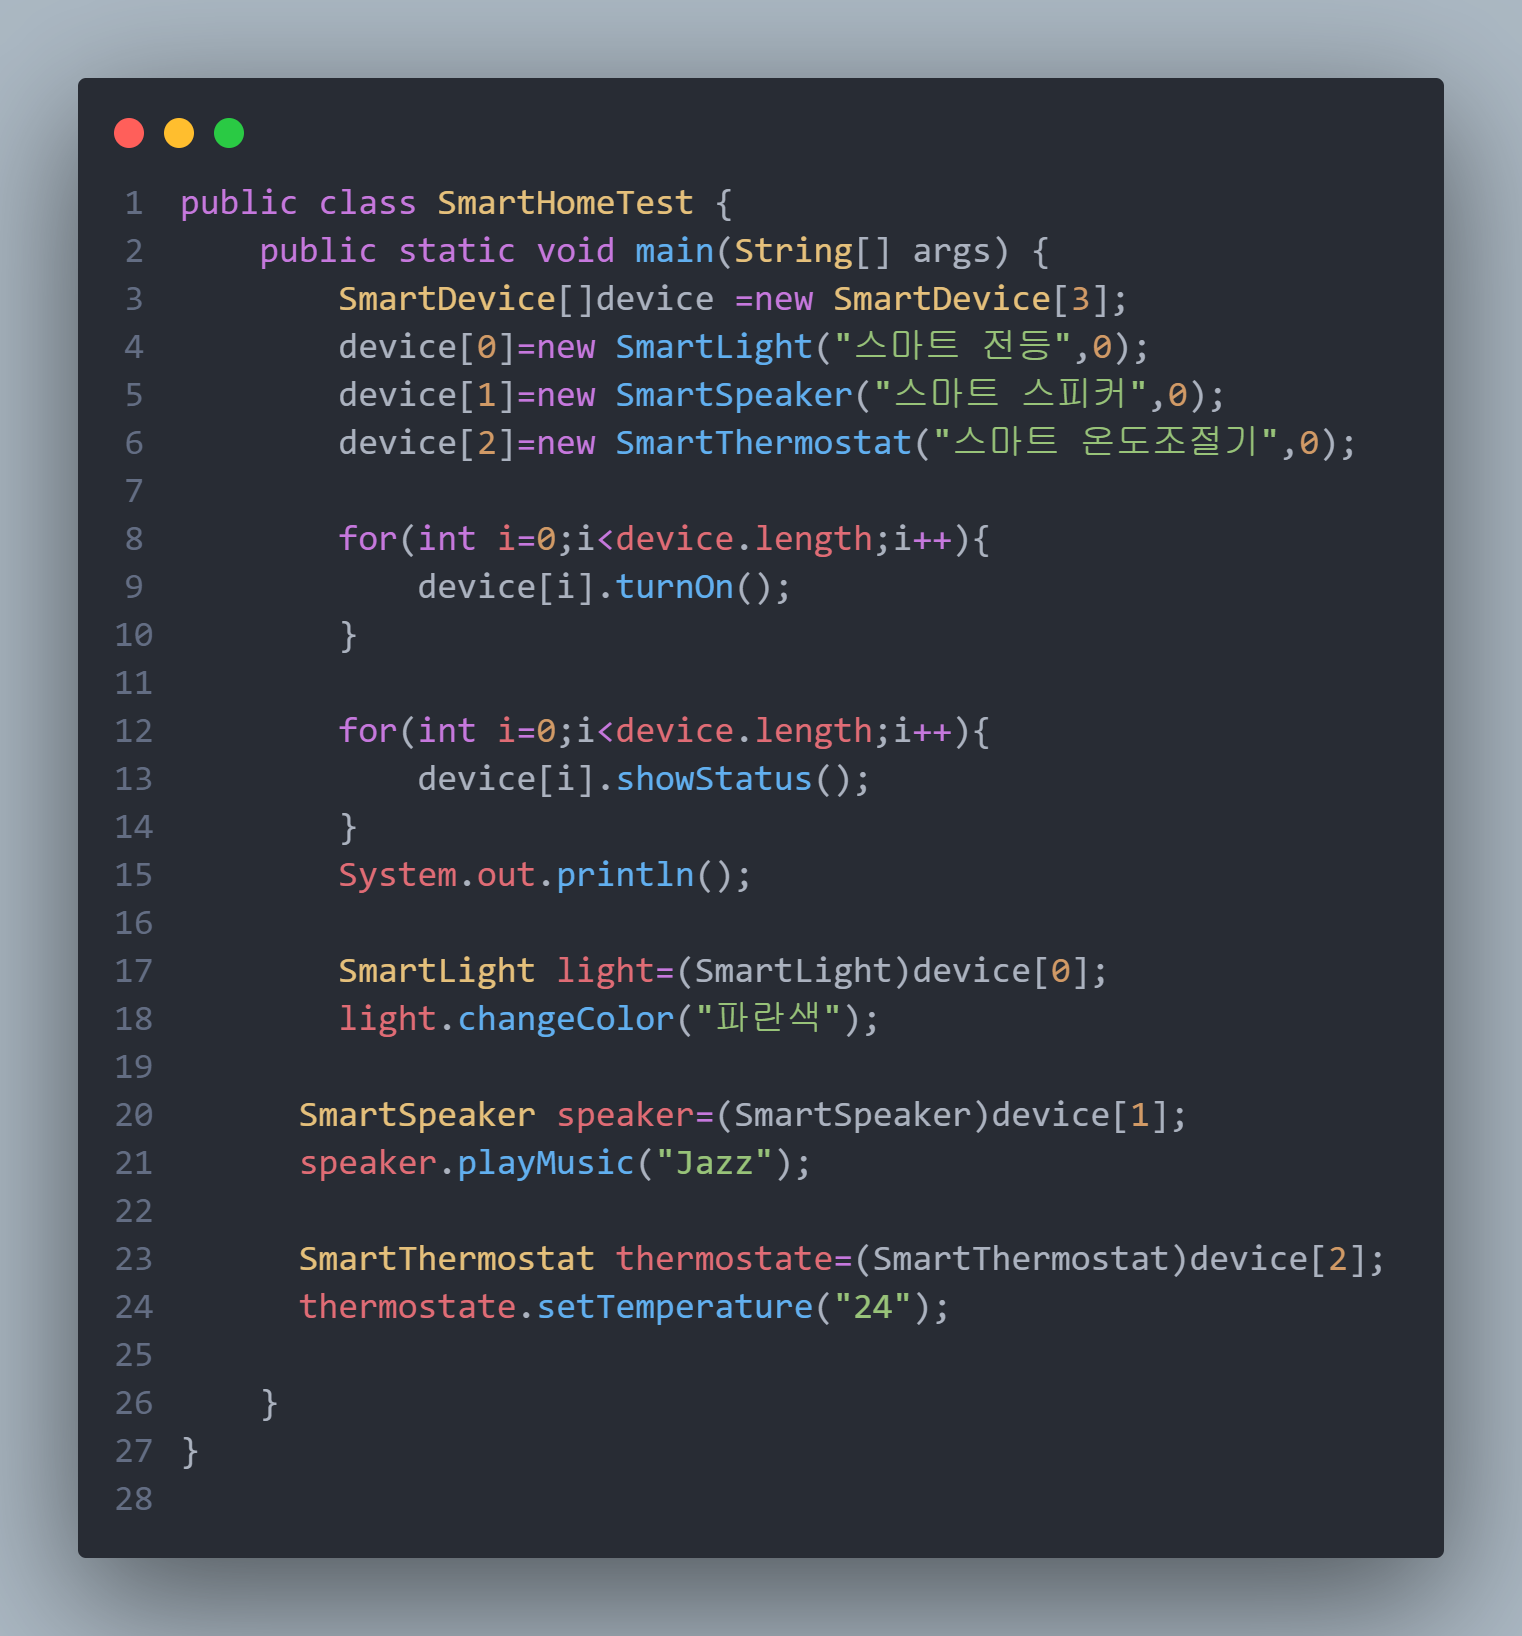 1 public class SmartHomeTest {
2     public static void main(String[] args) {
3         SmartDevice[]device =new SmartDevice[3];
4         device[0]=new SmartLight("스마트 전등",0);
5         device[1]=new SmartSpeaker("스마트 스피커",0);
6         device[2]=new SmartThermostat("스마트 온도조절기",0);
7
8         for(int i=0;i<device.length;i++){
9             device[i].turnOn();
10         }
11
12         for(int i=0;i<device.length;i++){
13             device[i].showStatus();
14         }
15         System.out.println();
16
17         SmartLight light=(SmartLight)device[0];
18         light.changeColor("파란색");
19
20       SmartSpeaker speaker=(SmartSpeaker)device[1];
21       speaker.playMusic("Jazz");
22
23       SmartThermostat thermostate=(SmartThermostat)device[2];
24       thermostate.setTemperature("24");
25
26     }
27 }
28